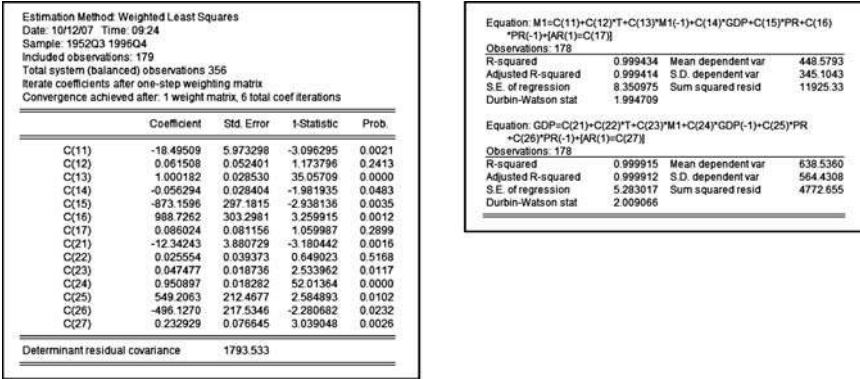 Estimation Method: Weighted Least Squares
Date: 10/12/07 Time: 09:24
Sample: 1952Q3 1996Q4
Included observations: 179
Total system (balanced) observations 356
Iterate coefficients after one-step weighting matrix
Convergence achieved after: 1 weight matrix, 6 total coef iterations
Coefficient Std. Error t-Statistic Prob.
C(11) -18.49509 5.973298 -3.096295 0.0021
C(12) 0.061508 0.052401 1.173796 0.2413
C(13) 1.000182 0.028530 35.05709 0.0000
C(14) -0.056294 0.028404 -1.981935 0.0483
C(15) -873.1596 297.1815 -2.938136 0.0035
C(16) 988.7262 303.2981 3.259915 0.0012
C(17) 0.086024 0.081156 1.059987 0.2899
C(21) -12.34243 3.880729 -3.180442 0.0016
C(22) 0.025554 0.039373 0.649023 0.5168
C(23) 0.047477 0.018736 2.533962 0.0117
C(24) 0.950897 0.018282 52.01364 0.0000
C(25) 549.2063 212.4677 2.584893 0.0102
C(26) -496.1270 217.5346 -2.280682 0.0232
C(27) 0.232929 0.076645 3.039048 0.0026
Determinant residual covariance 1793.533
Equation: M1=C(11)+C(12)*T+C(13)*M1(-1)+C(14)*GDP+C(15)*PR+C(16)
*PR(-1)+[AR(1)=C(17)]
Observations: 178
R-squared 0.999434 Mean dependent var 448.5793
Adjusted R-squared 0.999414 S.D. dependent var 345.1043
S.E. of regression 8.350975 Sum squared resid 11925.33
Durbin-Watson stat 1.994709
Equation: GDP=C(21)+C(22)*T+C(23)*M1+C(24)*GDP(-1)+C(25)*PR
+C(26)*PR(-1)+[AR(1)=C(27)]
Observations: 178
R-squared 0.999915 Mean dependent var 638.5360
Adjusted R-squared 0.999912 S.D. dependent var 564.4308
S.E. of regression 5.283017 Sum squared resid 4772.655
Durbin-Watson stat 2.009066